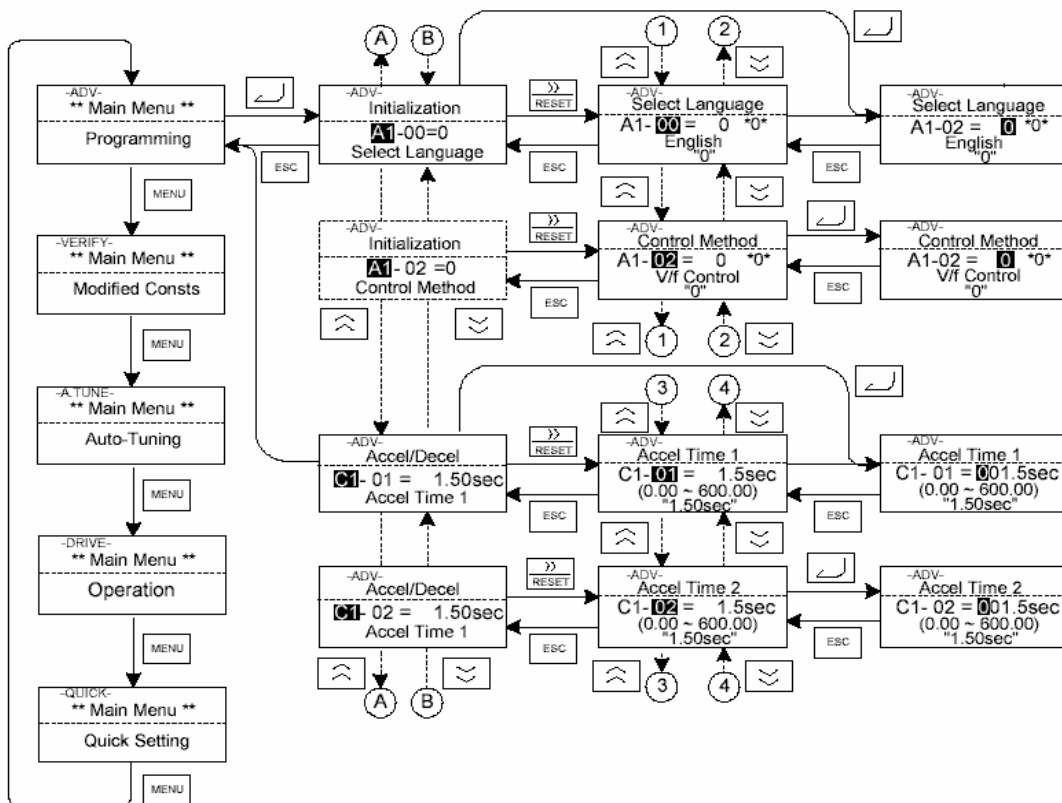 A
B
1
2
-ADV-
** Main Menu **
Programming
-ADV-
Initialization
A1-00=0
Select Language
»
RESET
-ADV-
Select Language
A1- 00 = 0 *0*
English
"0"
-ADV-
Select Language
A1-02 = 0 *0*
English
"0"
ESC
ESC
ESC
MENU
-VERIFY-
** Main Menu **
Modified Consts
-ADV-
Initialization
A1- 02 =0
Control Method
»
RESET
-ADV-
Control Method
A1- 02 = 0 *0*
V/f Control
"0"
-ADV-
Control Method
A1-02 = 0 *0*
V/f Control
"0"
ESC
ESC
MENU
1
2
-A.TUNE-
** Main Menu **
Auto-Tuning
3
4
-ADV-
Accel/Decel
C1- 01 = 1.50sec
Accel Time 1
»
RESET
-ADV-
Accel Time 1
C1- 01 = 1.5sec
(0.00 ~ 600.00)
"1.50sec"
-ADV-
Accel Time 1
C1- 01 = 001.5sec
(0.00 ~ 600.00)
"1.50sec"
ESC
ESC
MENU
-DRIVE-
** Main Menu **
Operation
-ADV-
Accel/Decel
C1- 02 = 1.50sec
Accel Time 1
»
RESET
-ADV-
Accel Time 2
C1- 02 = 1.5sec
(0.00 ~ 600.00)
"1.50sec"
-ADV-
Accel Time 2
C1- 02 = 001.5sec
(0.00 ~ 600.00)
"1.50sec"
ESC
ESC
MENU
A
B
3
4
-QUICK-
** Main Menu **
Quick Setting
MENU